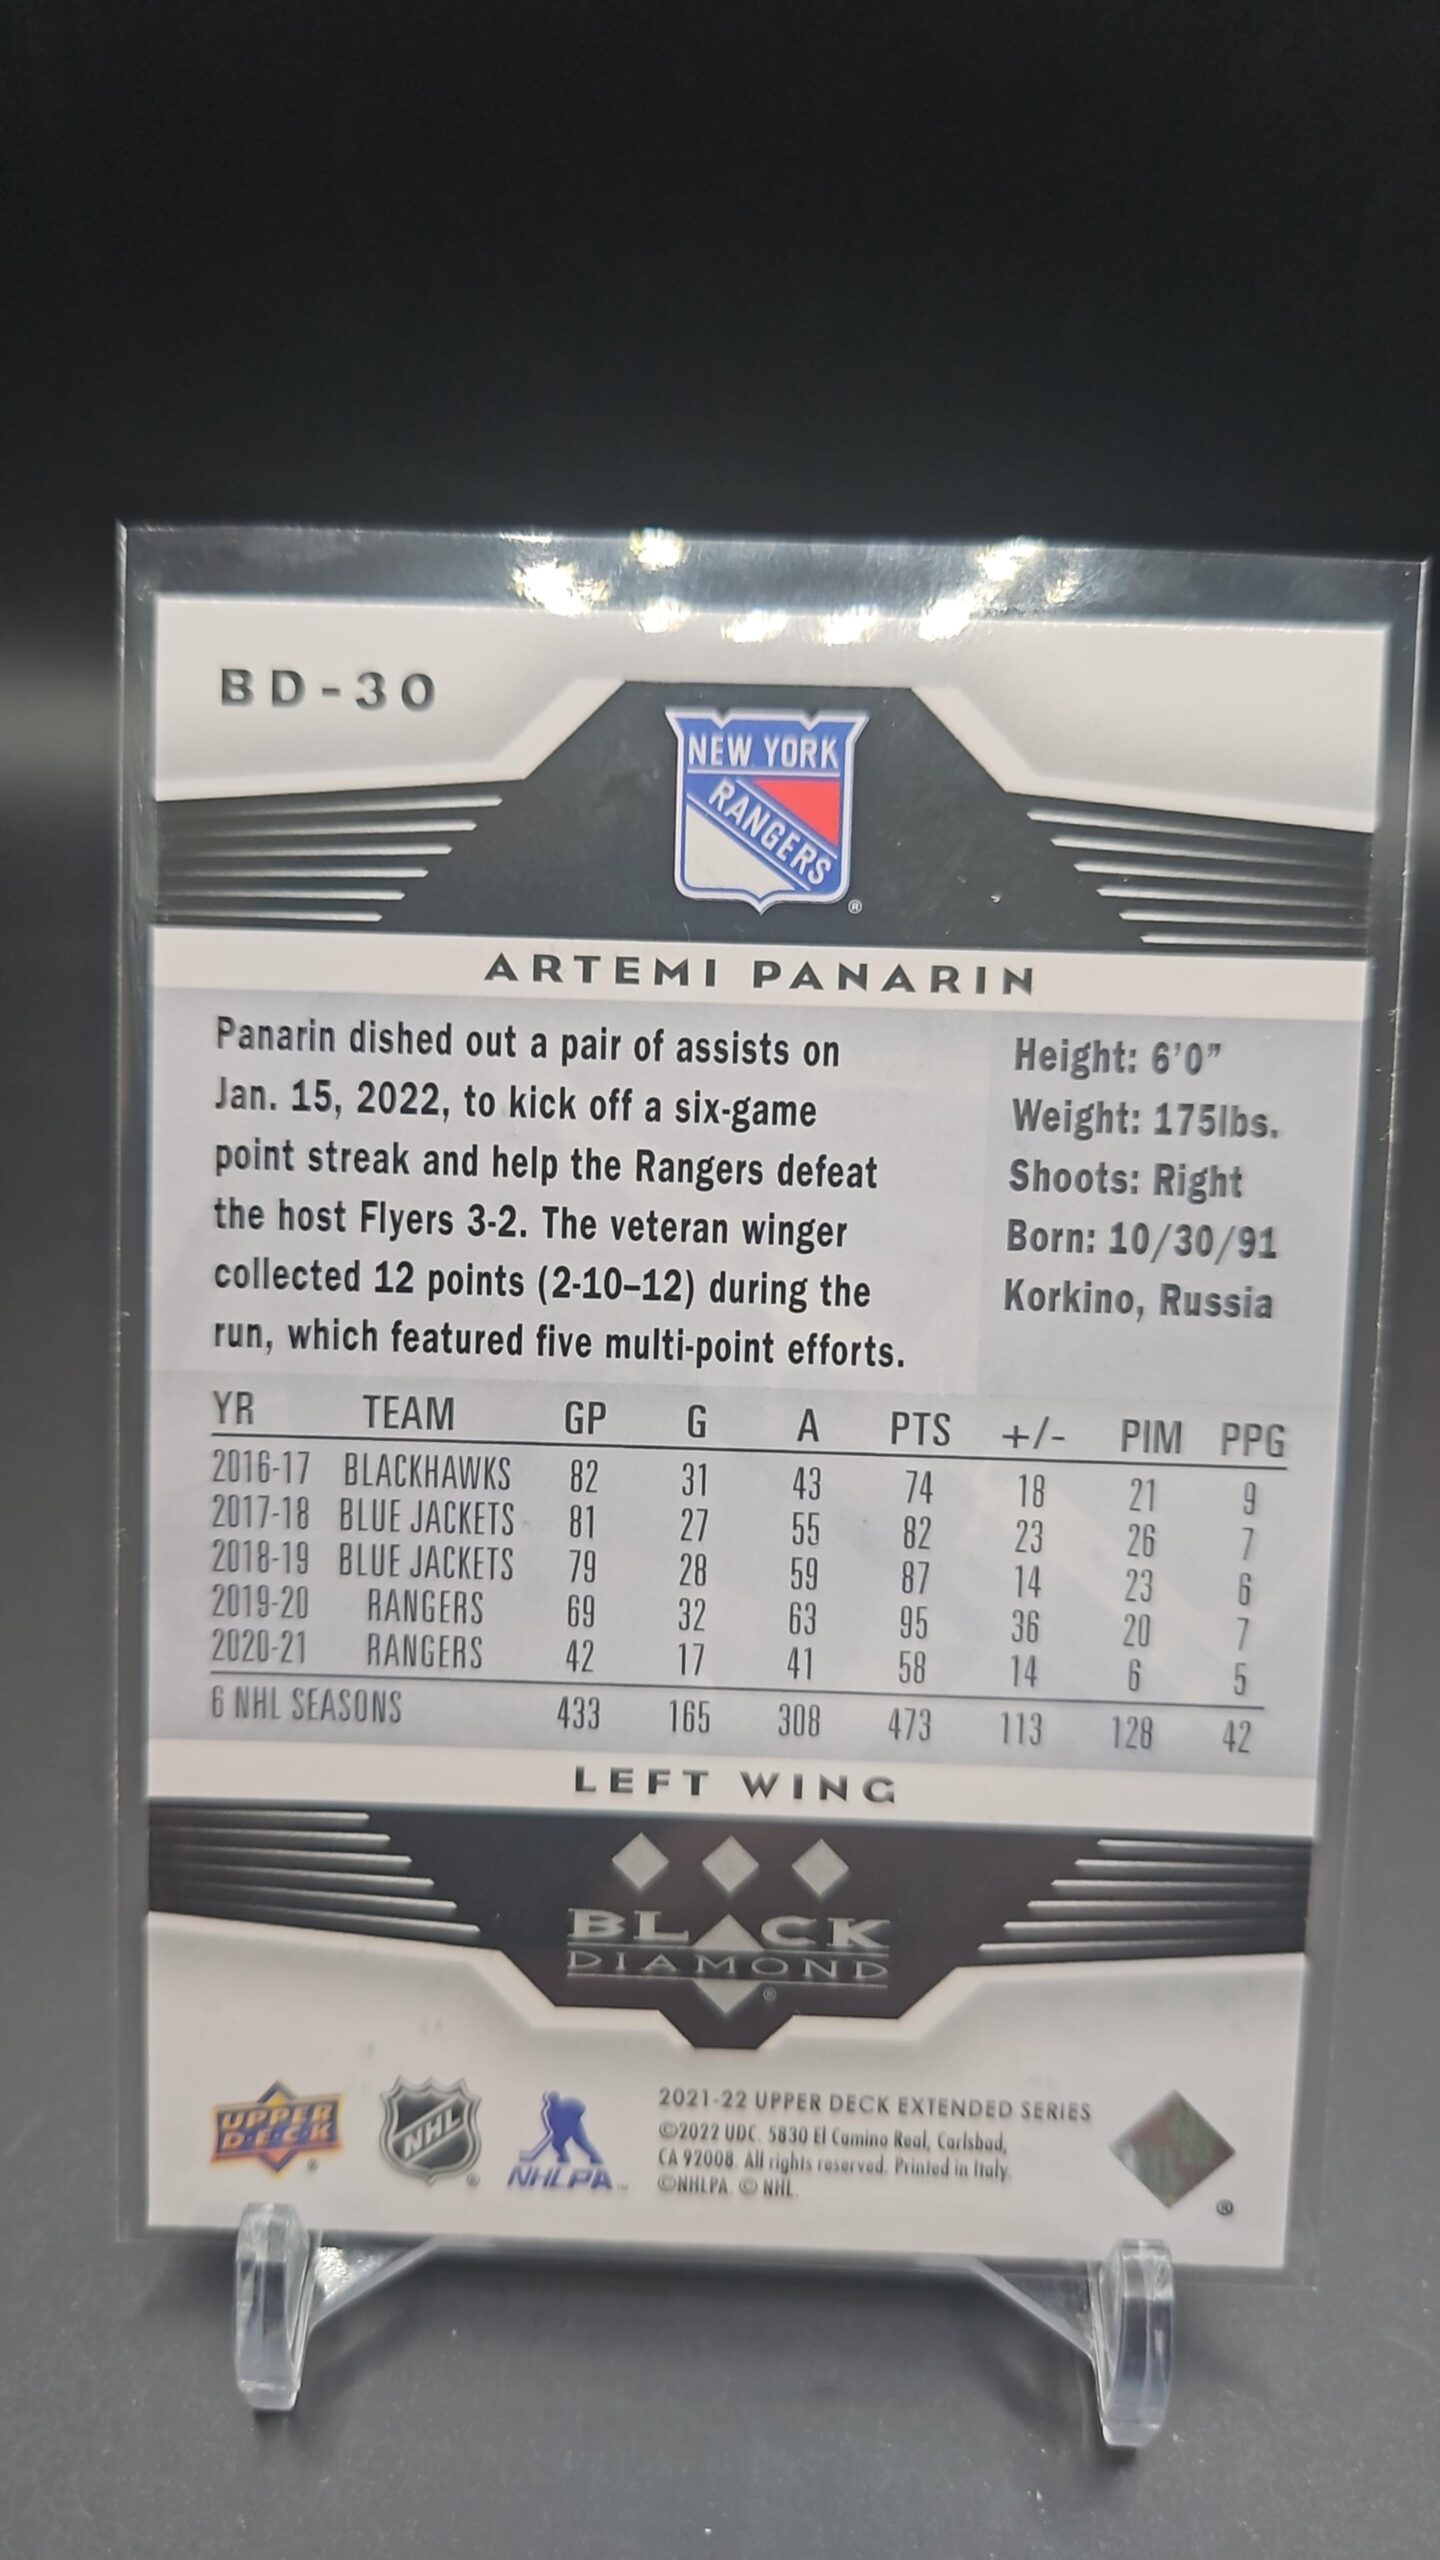 BD-30
NEW YORK
RANGERS
®
ARTEMI PANARIN
Panarin dished out a pair of assists on
Jan. 15, 2022, to kick off a six-game
point streak and help the Rangers defeat
the host Flyers 3-2. The veteran winger
collected 12 points (2-10–12) during the
run, which featured five multi-point efforts.
Height: 6'0”
Weight: 175lbs.
Shoots: Right
Born: 10/30/91
Korkino, Russia
YR TEAM GP G A PTS +/- PIM PPG
2016-17 BLACKHAWKS 82 31 43 74 18 21 9
2017-18 BLUE JACKETS 81 27 55 82 23 26 7
2018-19 BLUE JACKETS 79 28 59 87 14 23 6
2019-20 RANGERS 69 32 63 95 36 20 7
2020-21 RANGERS 42 17 41 58 14 6 5
6 NHL SEASONS 433 165 308 473 113 128 42
LEFT WING
BLACK
DIAMOND
®
UPPER
DECK
®
NHL
®
NHLPA
™
2021-22 UPPER DECK EXTENDED SERIES
©2022 UDC. 5830 El Camino Real, Carlsbad,
CA 92008. All rights reserved. Printed in Italy.
©NHLPA. © NHL.
®